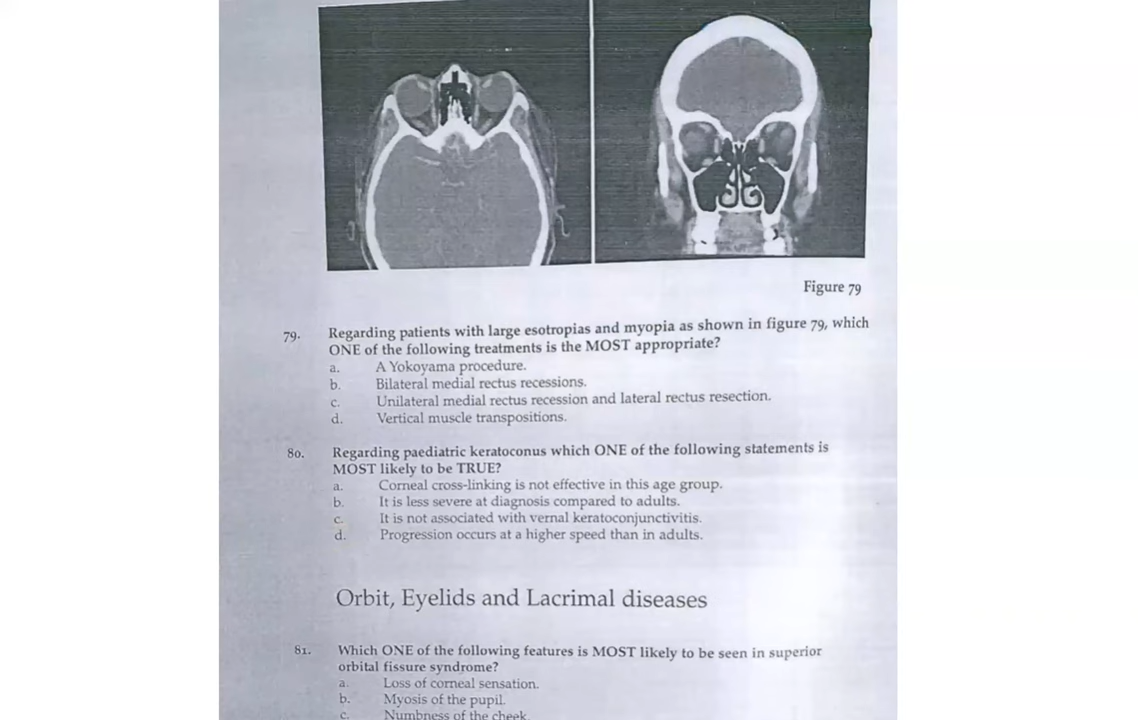 Figure 79
79. Regarding patients with large esotropias and myopia as shown in figure 79, which
ONE of the following treatments is the MOST appropriate?
a. A Yokoyama procedure.
b. Bilateral medial rectus recessions.
c. Unilateral medial rectus recession and lateral rectus resection.
d. Vertical muscle transpositions.
80. Regarding paediatric keratoconus which ONE of the following statements is
MOST likely to be TRUE?
a. Corneal cross-linking is not effective in this age group.
b. It is less severe at diagnosis compared to adults.
c. It is not associated with vernal keratoconjunctivitis.
d. Progression occurs at a higher speed than in adults.
Orbit, Eyelids and Lacrimal diseases
81. Which ONE of the following features is MOST likely to be seen in superior
orbital fissure syndrome?
a. Loss of corneal sensation.
b. Myosis of the pupil.
c. Numbness of the cheek.